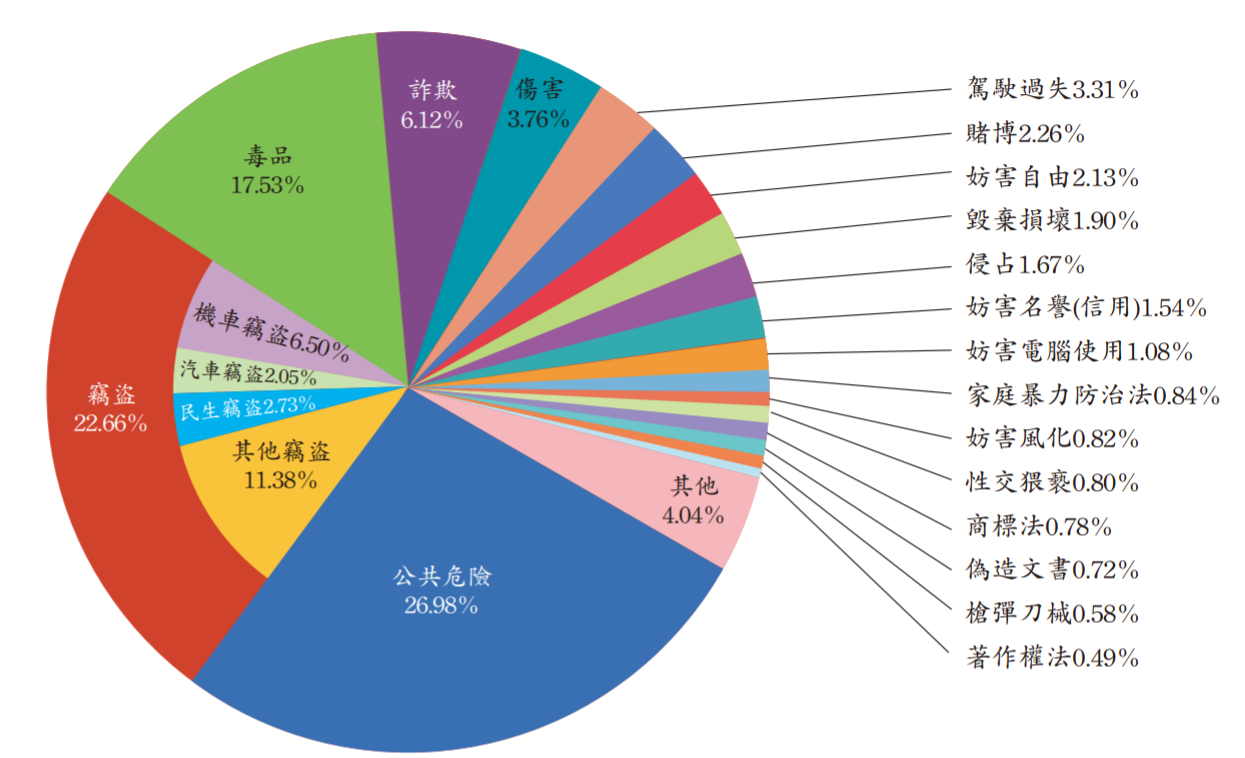 詐欺
6.12%
傷害
3.76%
毒品
17.53%
竊盜
22.66%
機車竊盜6.50%
汽車竊盜2.05%
民生竊盜2.73%
其他竊盜
11.38%
公共危險
26.98%
其他
4.04%
駕駛過失3.31%
賭博2.26%
妨害自由2.13%
毀棄損壞1.90%
侵占1.67%
妨害名譽(信用)1.54%
妨害電腦使用1.08%
家庭暴力防治法0.84%
妨害風化0.82%
性交猥褻0.80%
商標法0.78%
偽造文書0.72%
槍彈刀械0.58%
著作權法0.49%